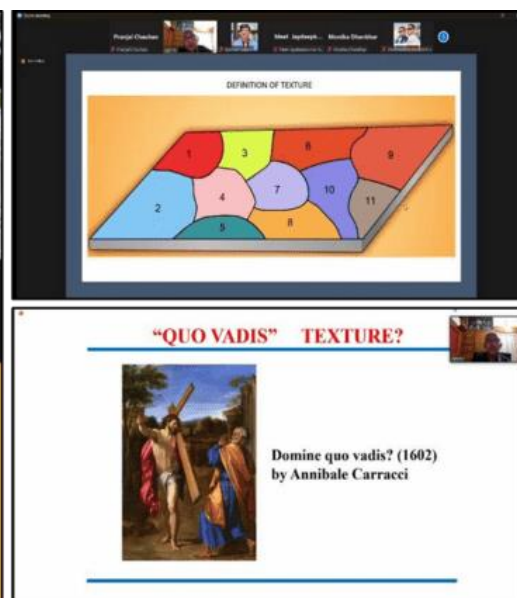 Pranjal Chauhan
Meet Jaydeep...
Monika Dhankhar
DEFINITION OF TEXTURE
1
3
6
9
2
4
7
10
11
5
8
"QUO VADIS" TEXTURE?
Domine quo vadis? (1602)
by Annibale Carracci